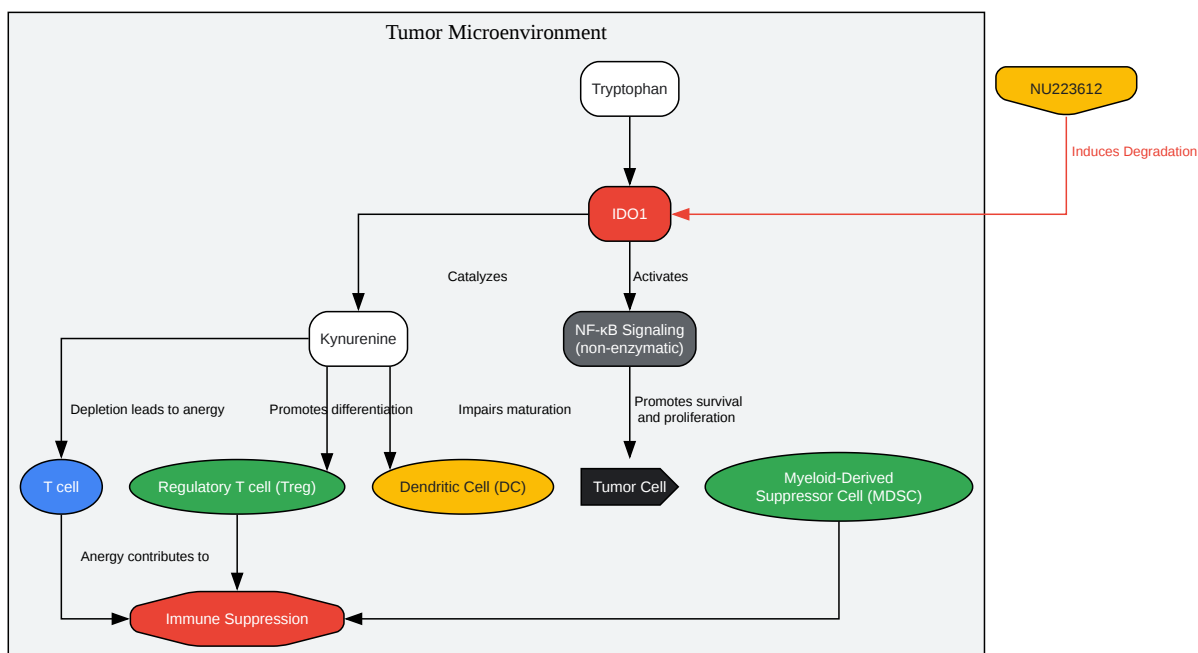 Tumor Microenvironment
Tryptophan
NU223612
Induces Degradation
IDO1
Catalyzes
Activates
Kynurenine
NF-κB Signaling
(non-enzymatic)
Depletion leads to anergy
Promotes differentiation
Impairs maturation
Promotes survival
and proliferation
T cell
Regulatory T cell (Treg)
Dendritic Cell (DC)
Tumor Cell
Myeloid-Derived
Suppressor Cell (MDSC)
Anergy contributes to
Immune Suppression